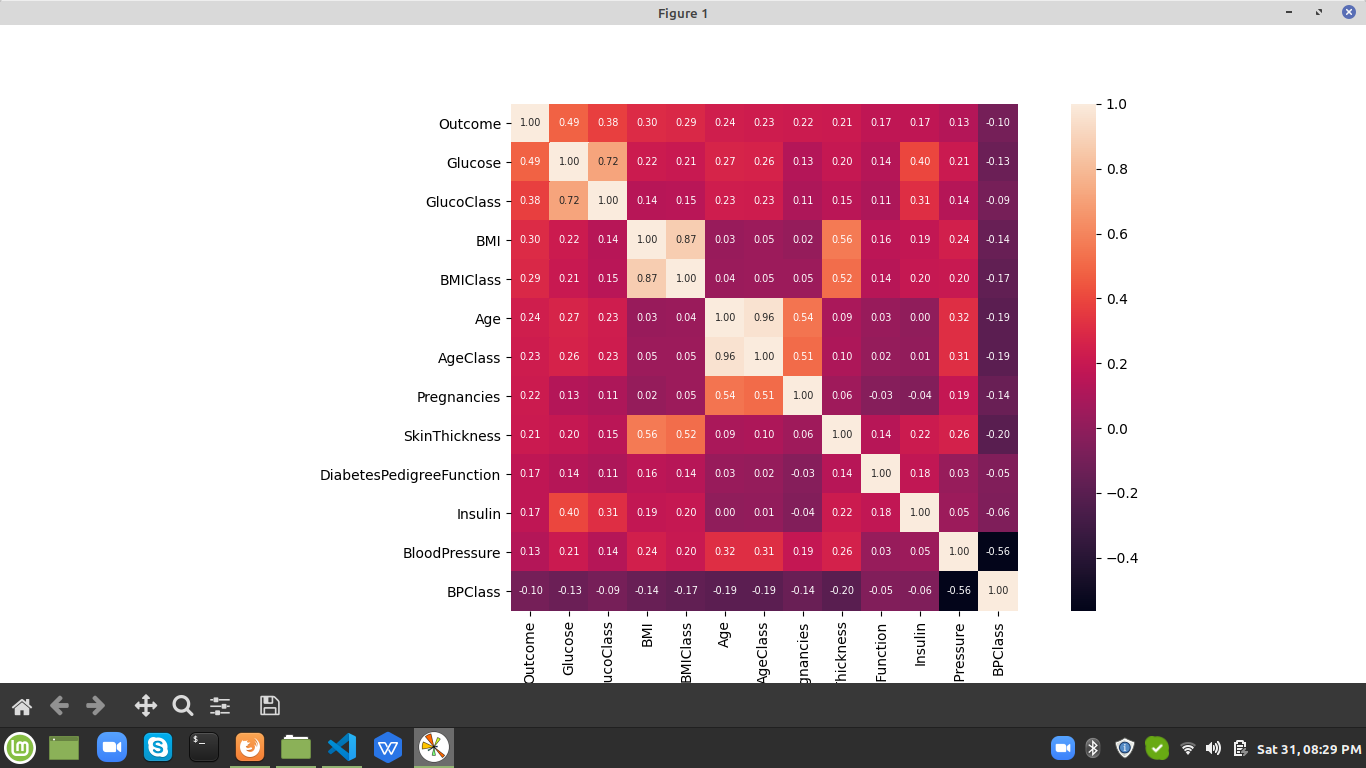 Figure 1
Outcome 1.00 0.49 0.38 0.30 0.29 0.24 0.23 0.22 0.21 0.17 0.17 0.13 -0.10
Glucose 0.49 1.00 0.72 0.22 0.21 0.27 0.26 0.13 0.20 0.14 0.40 0.21 -0.13
GlucoClass 0.38 0.72 1.00 0.14 0.15 0.23 0.23 0.11 0.15 0.11 0.31 0.14 -0.09
BMI 0.30 0.22 0.14 1.00 0.87 0.03 0.05 0.02 0.56 0.16 0.19 0.24 -0.14
BMIClass 0.29 0.21 0.15 0.87 1.00 0.04 0.05 0.05 0.52 0.14 0.20 0.20 -0.17
Age 0.24 0.27 0.23 0.03 0.04 1.00 0.96 0.54 0.09 0.03 0.00 0.32 -0.19
AgeClass 0.23 0.26 0.23 0.05 0.05 0.96 1.00 0.51 0.10 0.02 0.01 0.31 -0.19
Pregnancies 0.22 0.13 0.11 0.02 0.05 0.54 0.51 1.00 0.06 -0.03 -0.04 0.19 -0.14
SkinThickness 0.21 0.20 0.15 0.56 0.52 0.09 0.10 0.06 1.00 0.14 0.22 0.26 -0.20
DiabetesPedigreeFunction 0.17 0.14 0.11 0.16 0.14 0.03 0.02 -0.03 0.14 1.00 0.18 0.03 -0.05
Insulin 0.17 0.40 0.31 0.19 0.20 0.00 0.01 -0.04 0.22 0.18 1.00 0.05 -0.06
BloodPressure 0.13 0.21 0.14 0.24 0.20 0.32 0.31 0.19 0.26 0.03 0.05 1.00 -0.56
BPClass -0.10 -0.13 -0.09 -0.14 -0.17 -0.19 -0.19 -0.14 -0.20 -0.05 -0.06 -0.56 1.00
Outcome
Glucose
ucoClass
BMI
BMIClass
Age
AgeClass
gnancies
hickness
Function
Insulin
Pressure
BPClass
1.0
0.8
0.6
0.4
0.2
0.0
−0.2
−0.4
Sat 31, 08:29 PM